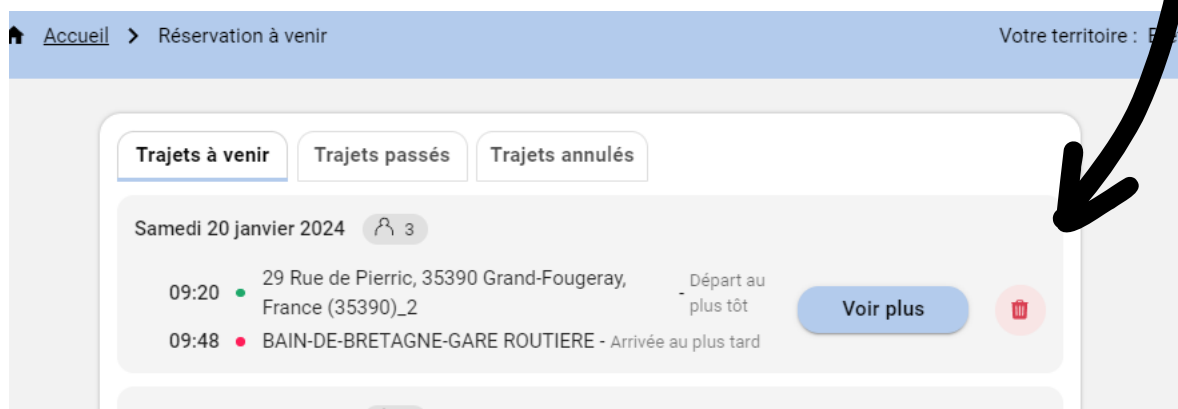 Accueil > Réservation à venir
Votre territoire :
Trajets à venir
Trajets passés
Trajets annulés
Samedi 20 janvier 2024 3
09:20 • 29 Rue de Pierric, 35390 Grand-Fougeray,
France (35390)_2
- Départ au
plus tôt
09:48 • BAIN-DE-BRETAGNE-GARE ROUTIERE - Arrivée au plus tard
Voir plus